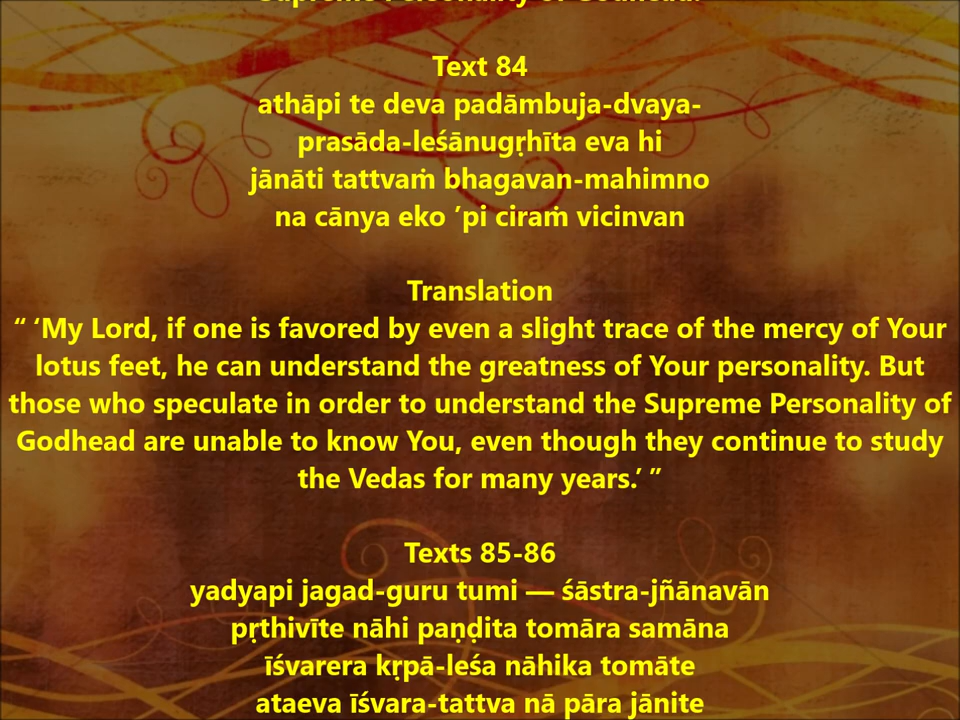 Supreme Personality of Godhead.
Text 84
athāpi te deva padāmbuja-dvaya-
prasāda-leśānugṛhīta eva hi
jānāti tattvaṁ bhagavan-mahimno
na cānya eko ’pi ciraṁ vicinvan
Translation
“ ‘My Lord, if one is favored by even a slight trace of the mercy of Your
lotus feet, he can understand the greatness of Your personality. But
those who speculate in order to understand the Supreme Personality of
Godhead are unable to know You, even though they continue to study
the Vedas for many years.’ ”
Texts 85-86
yadyapi jagad-guru tumi — śāstra-jñānavān
pṛthivīte nāhi paṇḍita tomāra samāna
īśvarera kṛpā-leśa nāhika tomāte
ataeva īśvara-tattva nā pāra jānite